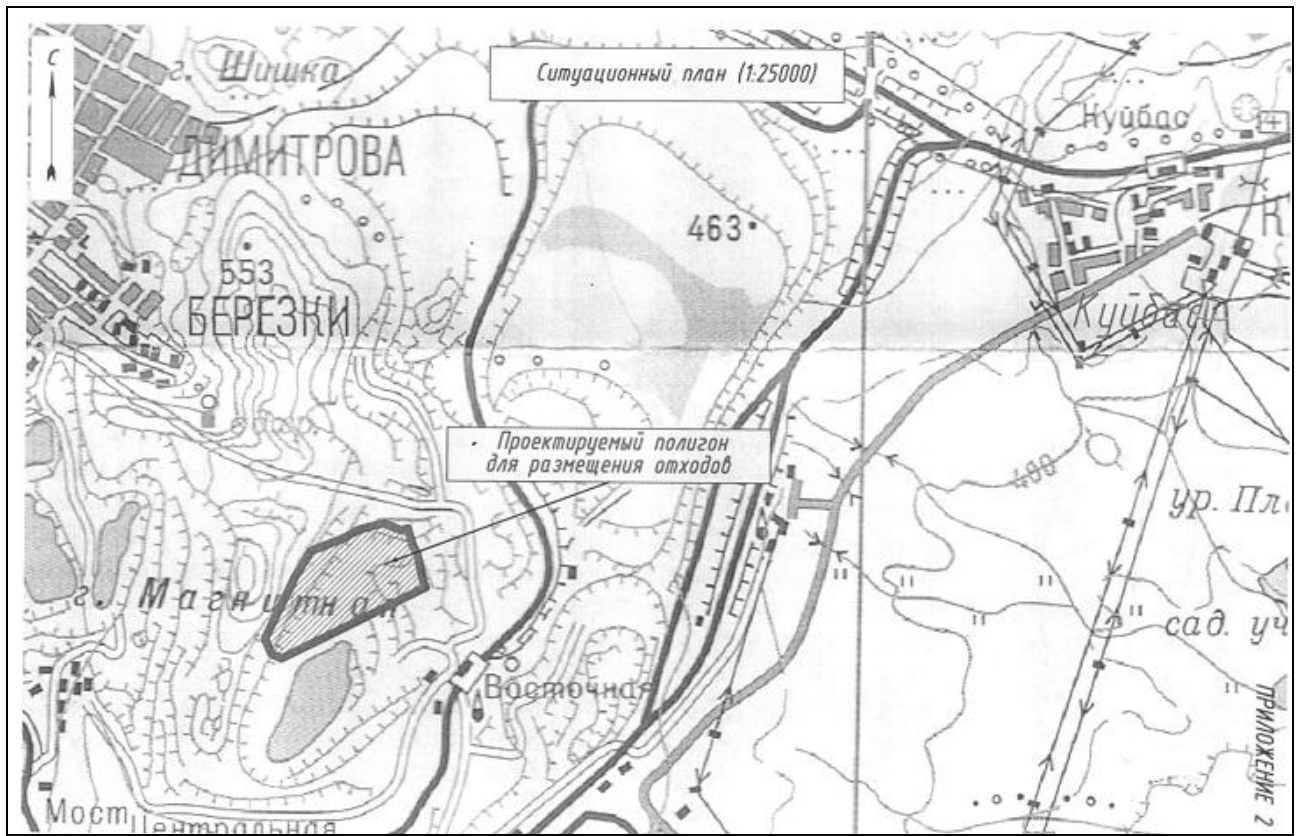 С
г. Шишка
Ситуационный план (1:25000)
Куйбас
ДИМИТРОВА
463
553
БЕРЕЗКИ
Куйбас
Проектируемый полигон
для размещения отходов
400
ур. Пл
г. Магнитная
сад. уч
Восточная
ПРИЛОЖЕНИЕ 2
Мост
Центральная